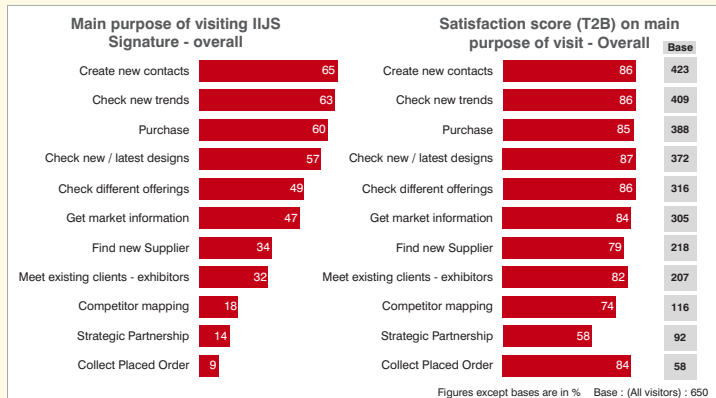 Main purpose of visiting IIJS
Signature - overall
Create new contacts 65
Check new trends 63
Purchase 60
Check new / latest designs 57
Check different offerings 49
Get market information 47
Find new Supplier 34
Meet existing clients - exhibitors 32
Competitor mapping 18
Strategic Partnership 14
Collect Placed Order 9
Satisfaction score (T2B) on main
purpose of visit - Overall
Base
Create new contacts 86 423
Check new trends 86 409
Purchase 85 388
Check new / latest designs 87 372
Check different offerings 86 316
Get market information 84 305
Find new Supplier 79 218
Meet existing clients - exhibitors 82 207
Competitor mapping 74 116
Strategic Partnership 58 92
Collect Placed Order 84 58
Figures except bases are in % Base : (All visitors) : 650